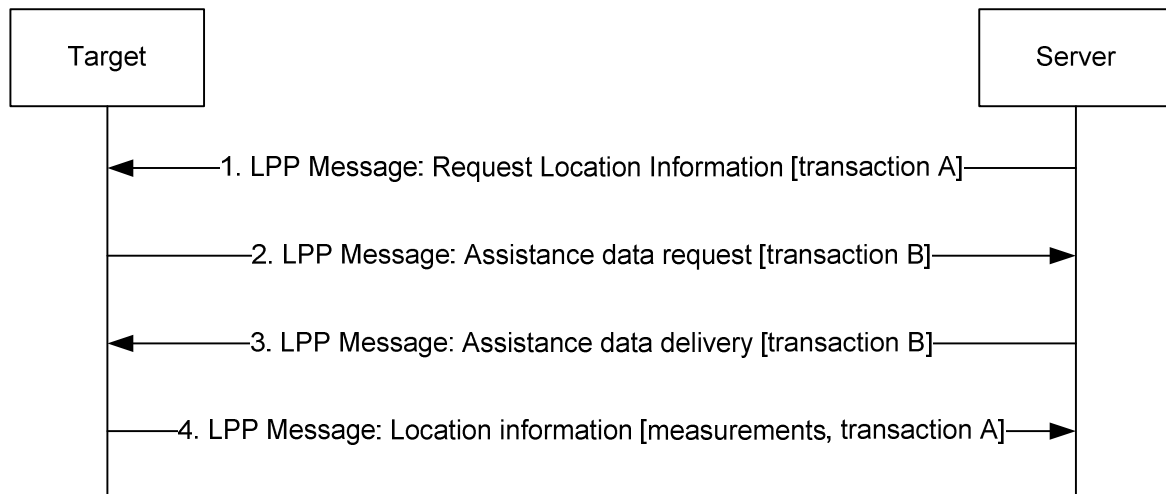 Target
Server
1. LPP Message: Request Location Information [transaction A]
2. LPP Message: Assistance data request [transaction B]
3. LPP Message: Assistance data delivery [transaction B]
4. LPP Message: Location information [measurements, transaction A]